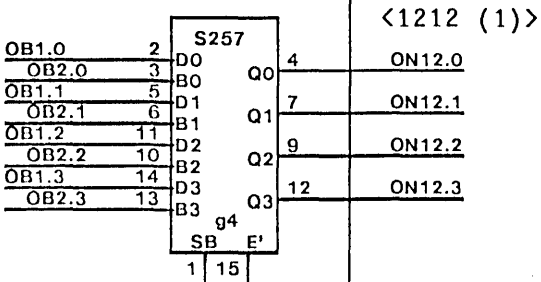 <1212 (1)>
S257
OB1.0 2 D0
OB2.0 3 B0
OB1.1 5 D1
OB2.1 6 B1
OB1.2 11 D2
OB2.2 10 B2
OB1.3 14 D3
OB2.3 13 B3
Q0 4 ON12.0
Q1 7 ON12.1
Q2 9 ON12.2
Q3 12 ON12.3
g4
SB E'
1 15